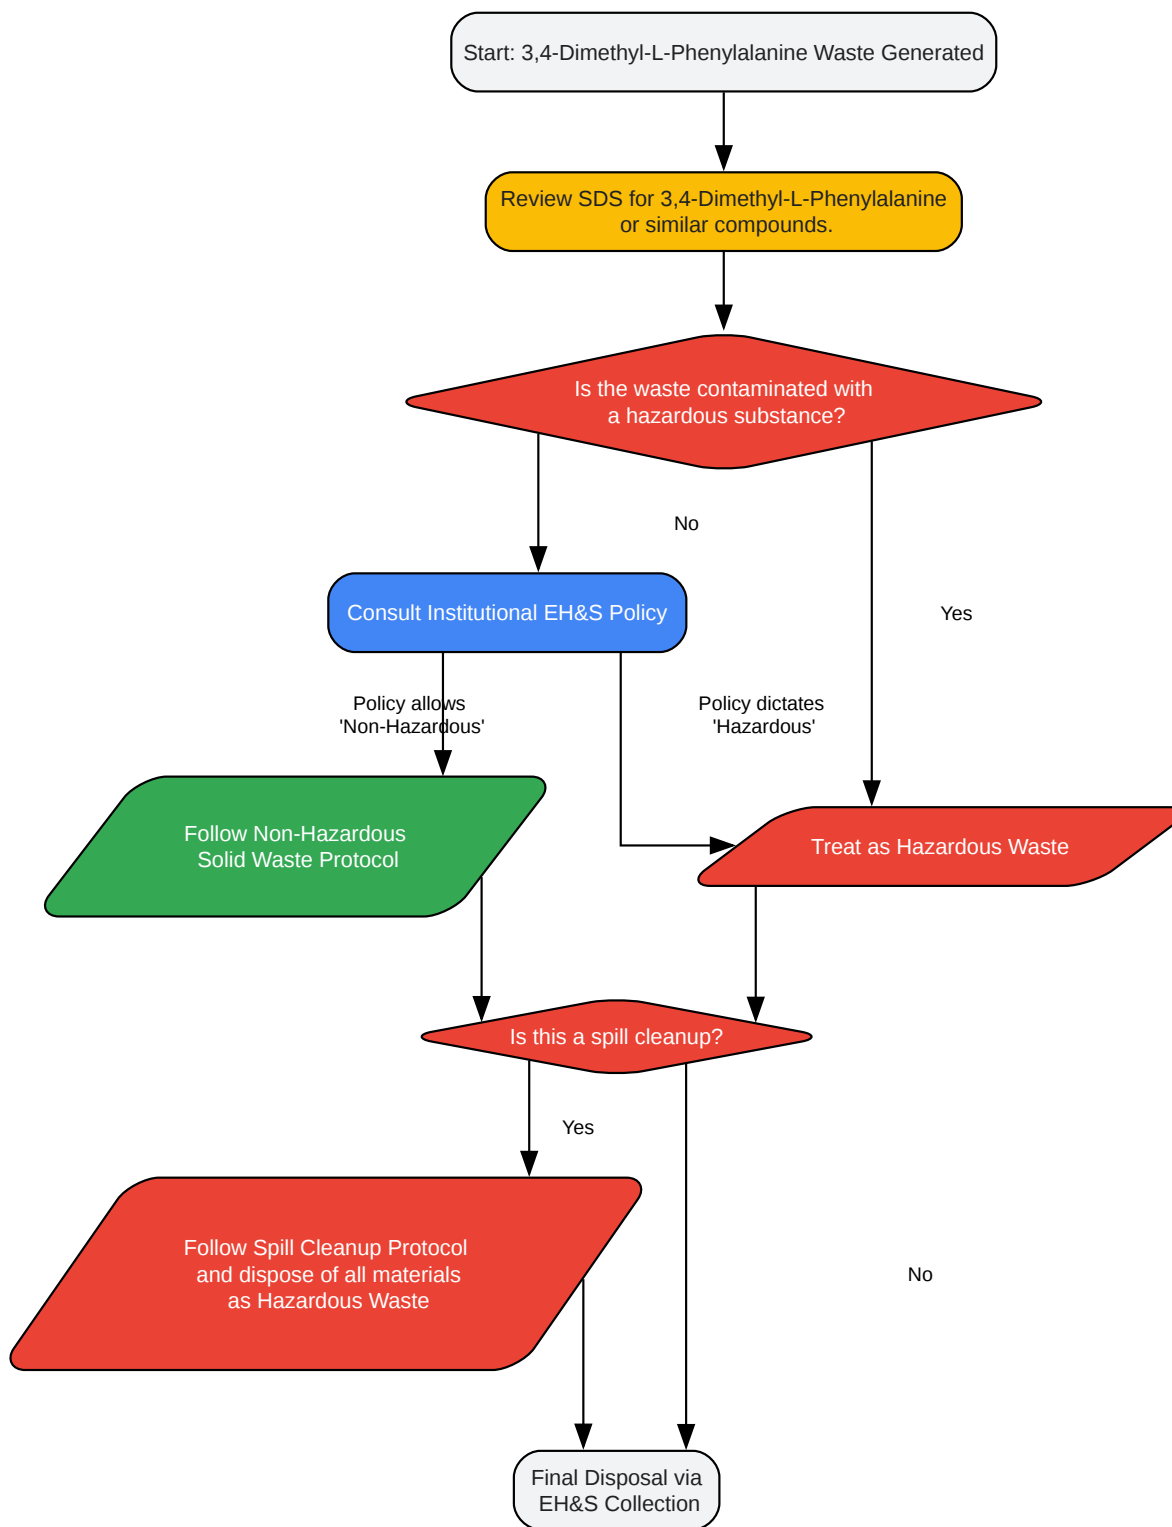 Start: 3,4-Dimethyl-L-Phenylalanine Waste Generated
Review SDS for 3,4-Dimethyl-L-Phenylalanine
or similar compounds.
Is the waste contaminated with
a hazardous substance?
No
Yes
Consult Institutional EH&S Policy
Policy allows
'Non-Hazardous'
Policy dictates
'Hazardous'
Follow Non-Hazardous
Solid Waste Protocol
Treat as Hazardous Waste
Is this a spill cleanup?
Yes
Follow Spill Cleanup Protocol
and dispose of all materials
as Hazardous Waste
No
Final Disposal via
EH&S Collection